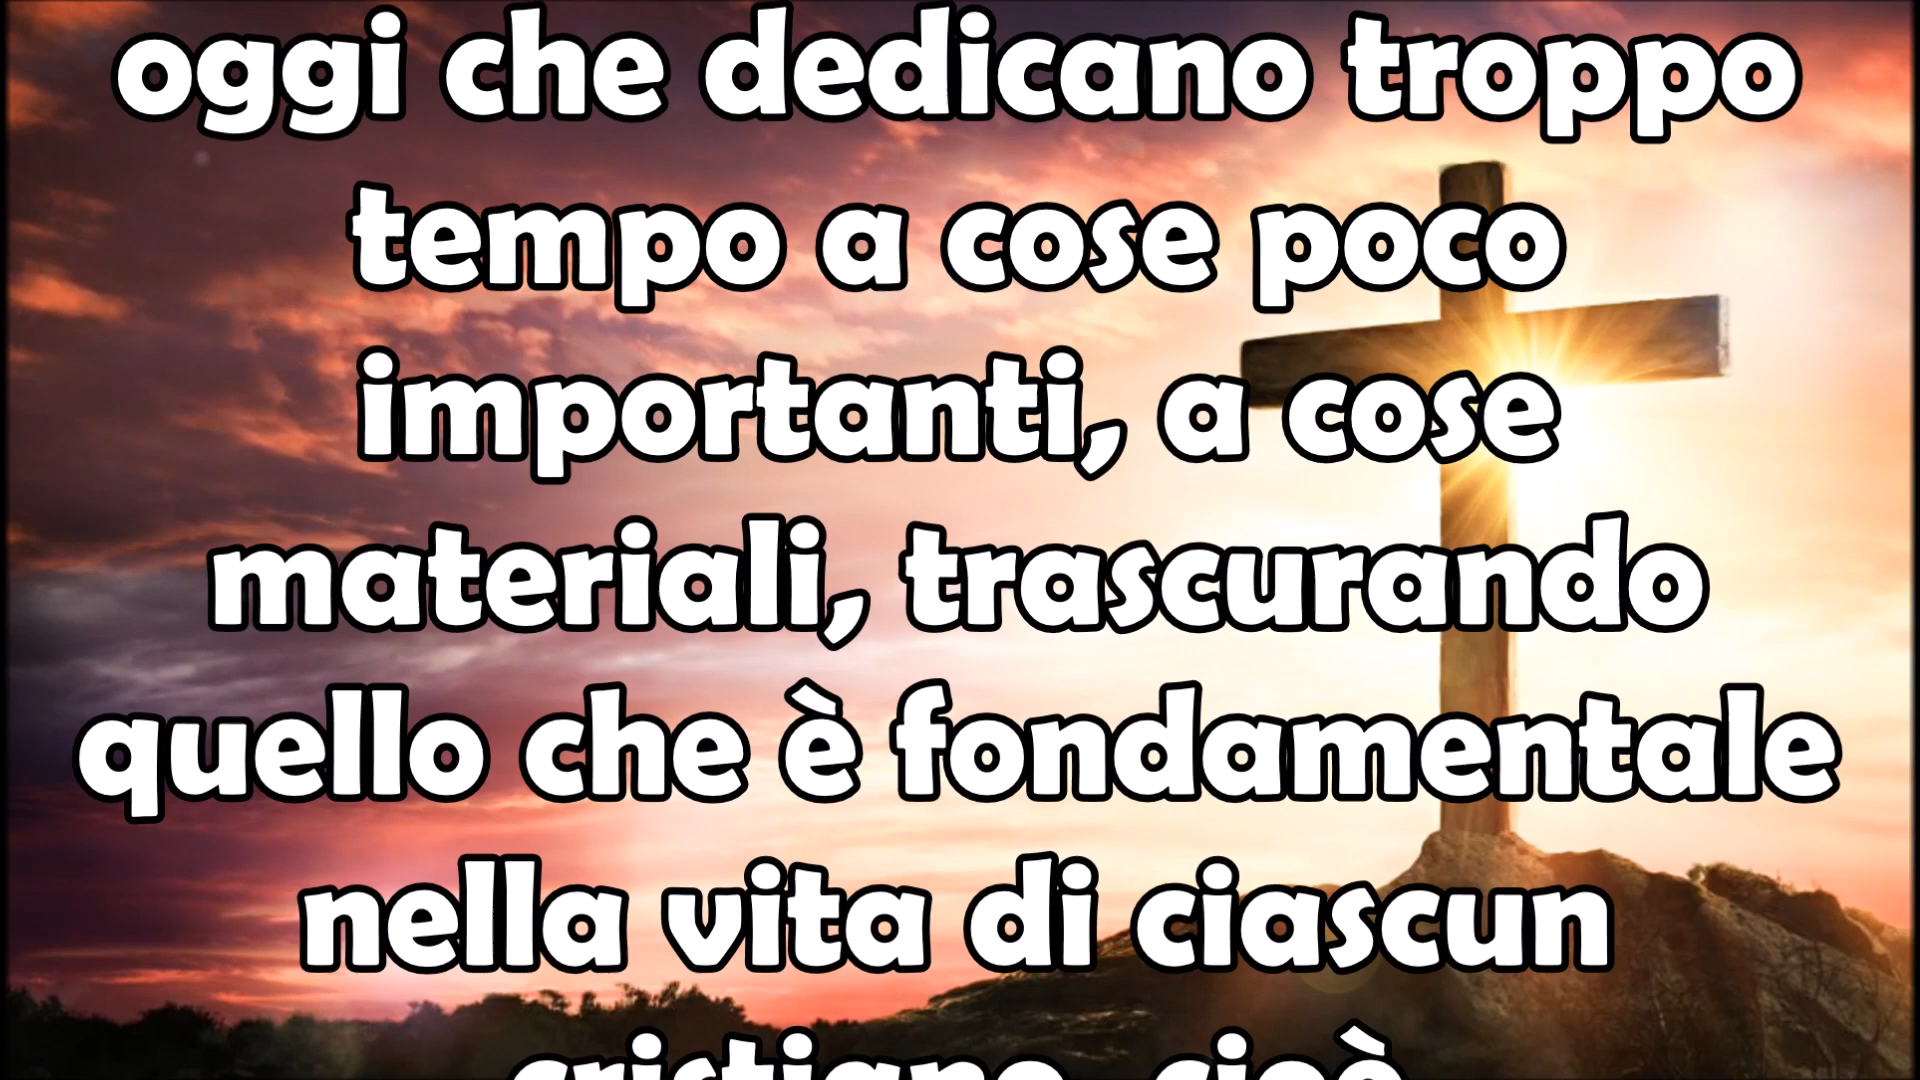 oggi che dedicano troppo
tempo a cose poco
importanti, a cose
materiali, trascurando
quello che è fondamentale
nella vita di ciascun
cristiano, cioè